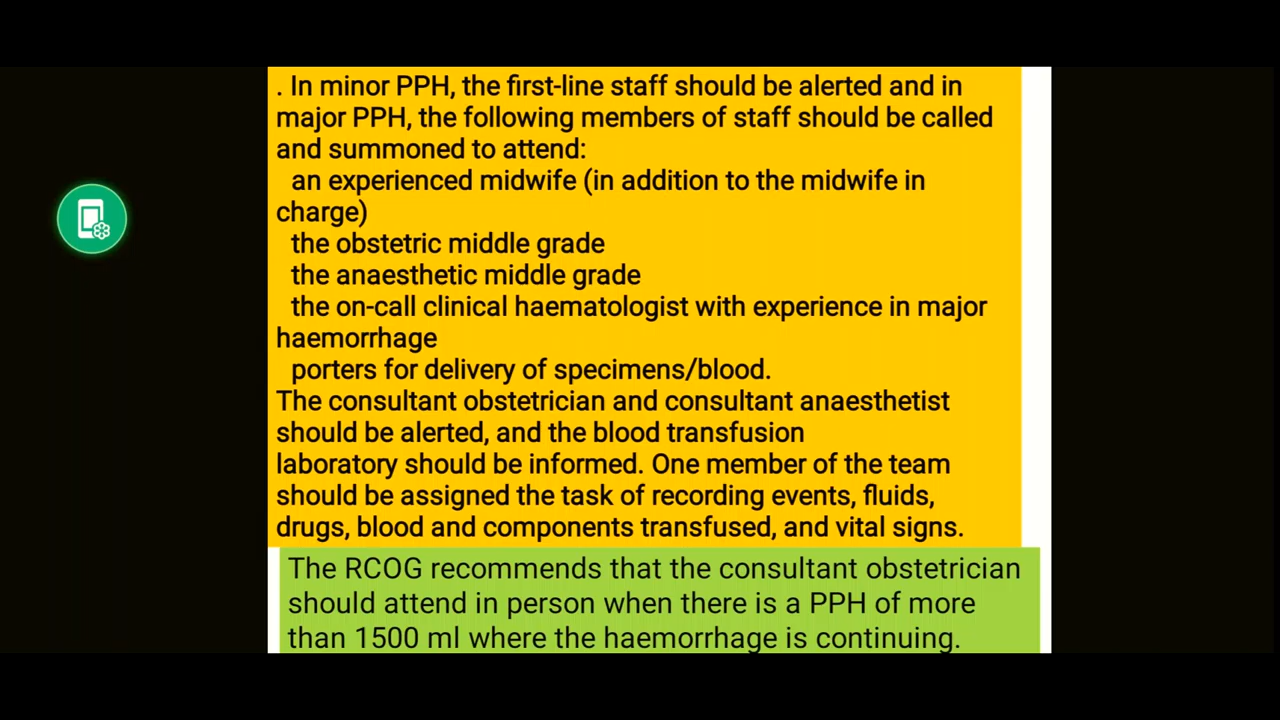 . In minor PPH, the first-line staff should be alerted and in
major PPH, the following members of staff should be called
and summoned to attend:
an experienced midwife (in addition to the midwife in
charge)
the obstetric middle grade
the anaesthetic middle grade
the on-call clinical haematologist with experience in major
haemorrhage
porters for delivery of specimens/blood.
The consultant obstetrician and consultant anaesthetist
should be alerted, and the blood transfusion
laboratory should be informed. One member of the team
should be assigned the task of recording events, fluids,
drugs, blood and components transfused, and vital signs.
The RCOG recommends that the consultant obstetrician
should attend in person when there is a PPH of more
than 1500 ml where the haemorrhage is continuing.